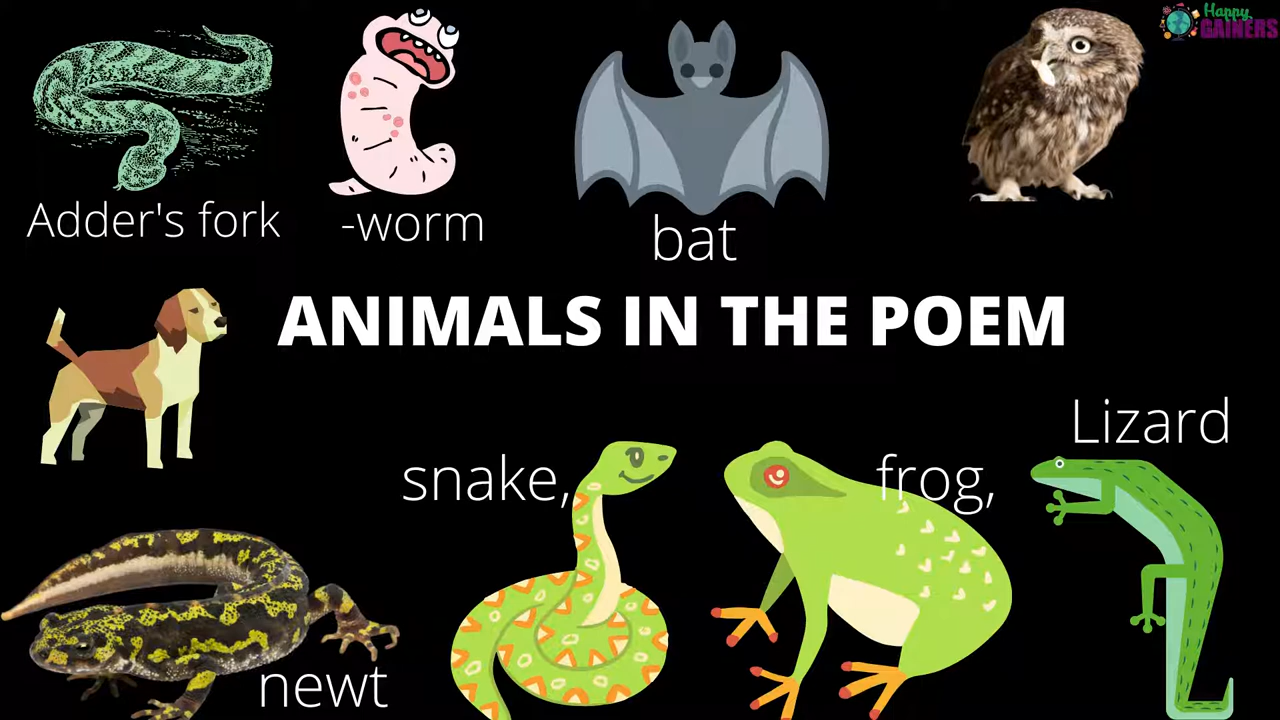 Happy
GAINERS
Adder's fork
-worm
bat
ANIMALS IN THE POEM
Lizard
snake,
frog,
newt